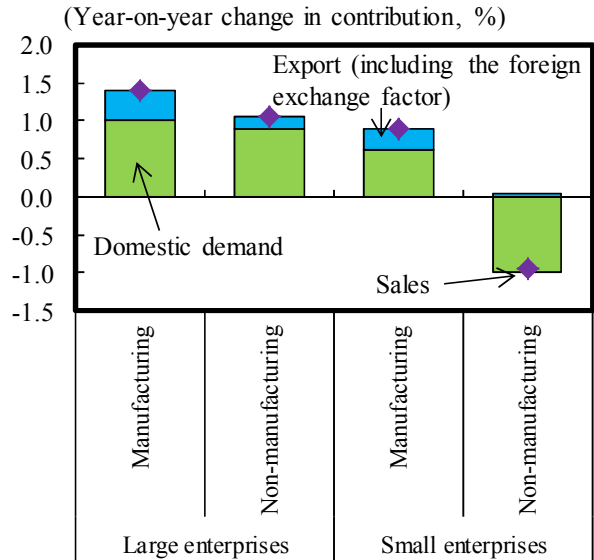 (Year-on-year change in contribution, %)
2.0
1.5
1.0
0.5
0.0
-0.5
-1.0
-1.5
Export (including the foreign
exchange factor)
Domestic demand
Sales
Manufacturing
Non-manufacturing
Manufacturing
Non-manufacturing
Large enterprises
Small enterprises